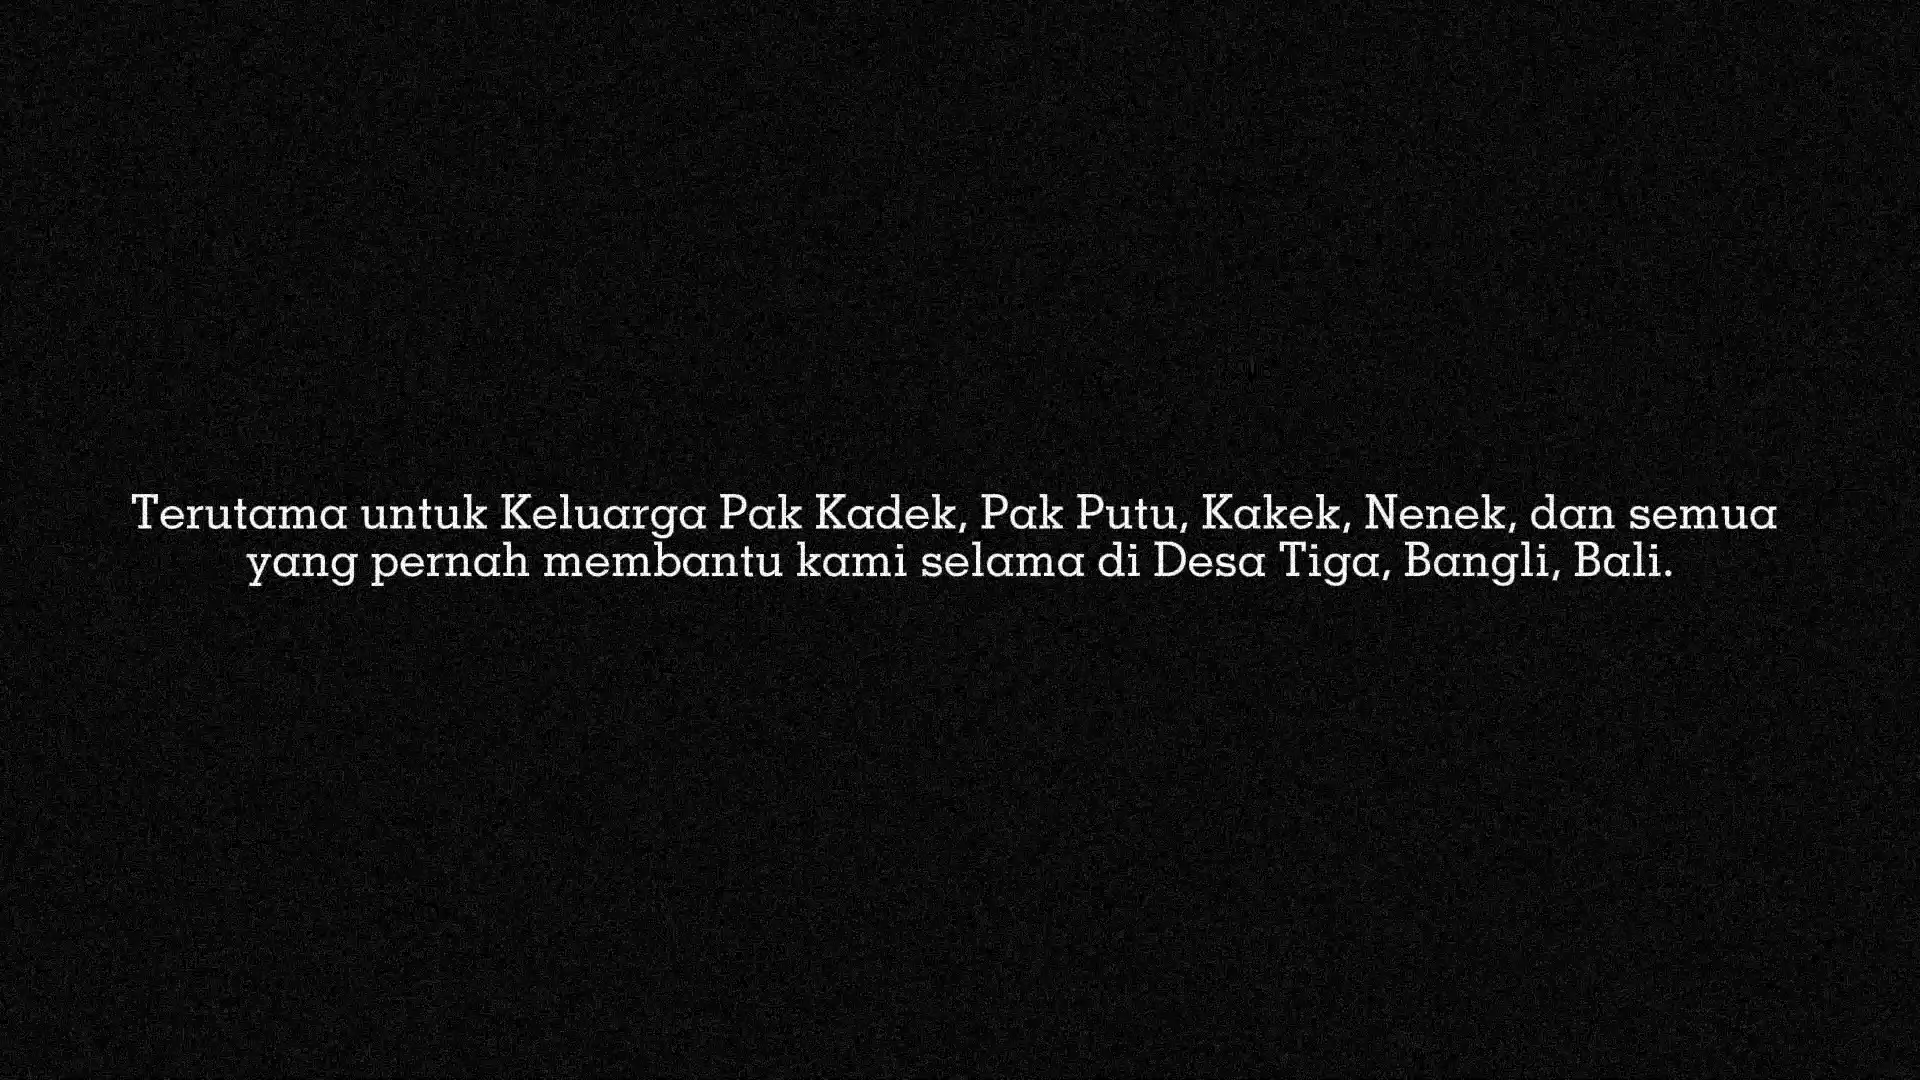 Terutama untuk Keluarga Pak Kadek, Pak Putu, Kakek, Nenek, dan semua
yang pernah membantu kami selama di Desa Tiga, Bangli, Bali.